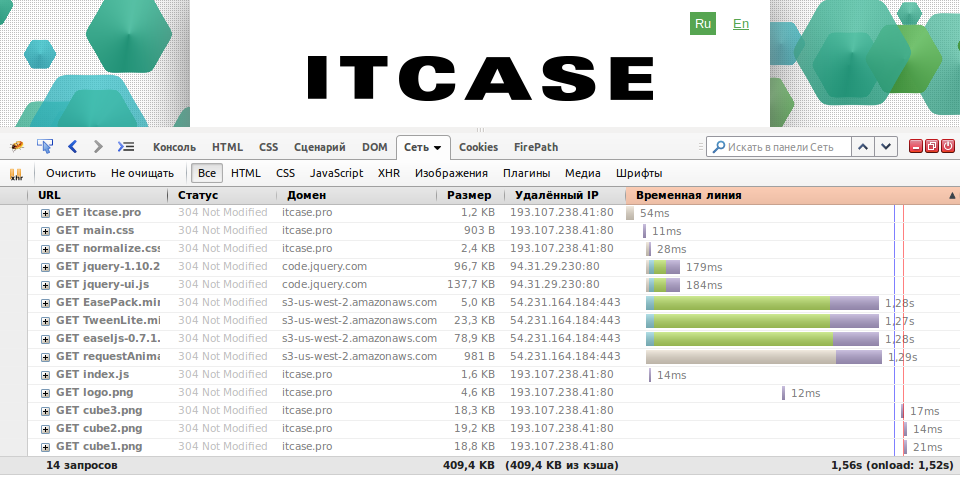 Ru En
ITCASE
Консоль HTML CSS Сценарий DOM Сеть Cookies FirePath Искать в панели Сеть
xhr Очистить Не очищать Все HTML CSS JavaScript XHR Изображения Плагины Медиа Шрифты
URL Статус Домен Размер Удалённый IP Временная линия
GET itcase.pro 304 Not Modified itcase.pro 1,2 KB 193.107.238.41:80 54ms
GET main.css 304 Not Modified itcase.pro 903 B 193.107.238.41:80 11ms
GET normalize.css 304 Not Modified itcase.pro 2,4 KB 193.107.238.41:80 28ms
GET jquery-1.10.2 304 Not Modified code.jquery.com 96,7 KB 94.31.29.230:80 179ms
GET jquery-ui.js 304 Not Modified code.jquery.com 137,7 KB 94.31.29.230:80 184ms
GET EasePack.min 304 Not Modified s3-us-west-2.amazonaws.com 5,0 KB 54.231.164.184:443 1,28s
GET TweenLite.mi 304 Not Modified s3-us-west-2.amazonaws.com 23,3 KB 54.231.164.184:443 1,27s
GET easeljs-0.7.1. 304 Not Modified s3-us-west-2.amazonaws.com 78,9 KB 54.231.164.184:443 1,28s
GET requestAnima 304 Not Modified s3-us-west-2.amazonaws.com 981 B 54.231.164.184:443 1,29s
GET index.js 304 Not Modified itcase.pro 1,6 KB 193.107.238.41:80 14ms
GET logo.png 304 Not Modified itcase.pro 4,6 KB 193.107.238.41:80 12ms
GET cube3.png 304 Not Modified itcase.pro 18,3 KB 193.107.238.41:80 17ms
GET cube2.png 304 Not Modified itcase.pro 19,2 KB 193.107.238.41:80 14ms
GET cube1.png 304 Not Modified itcase.pro 18,8 KB 193.107.238.41:80 21ms
14 запросов 409,4 KB (409,4 KB из кэша) 1,56s (onload: 1,52s)